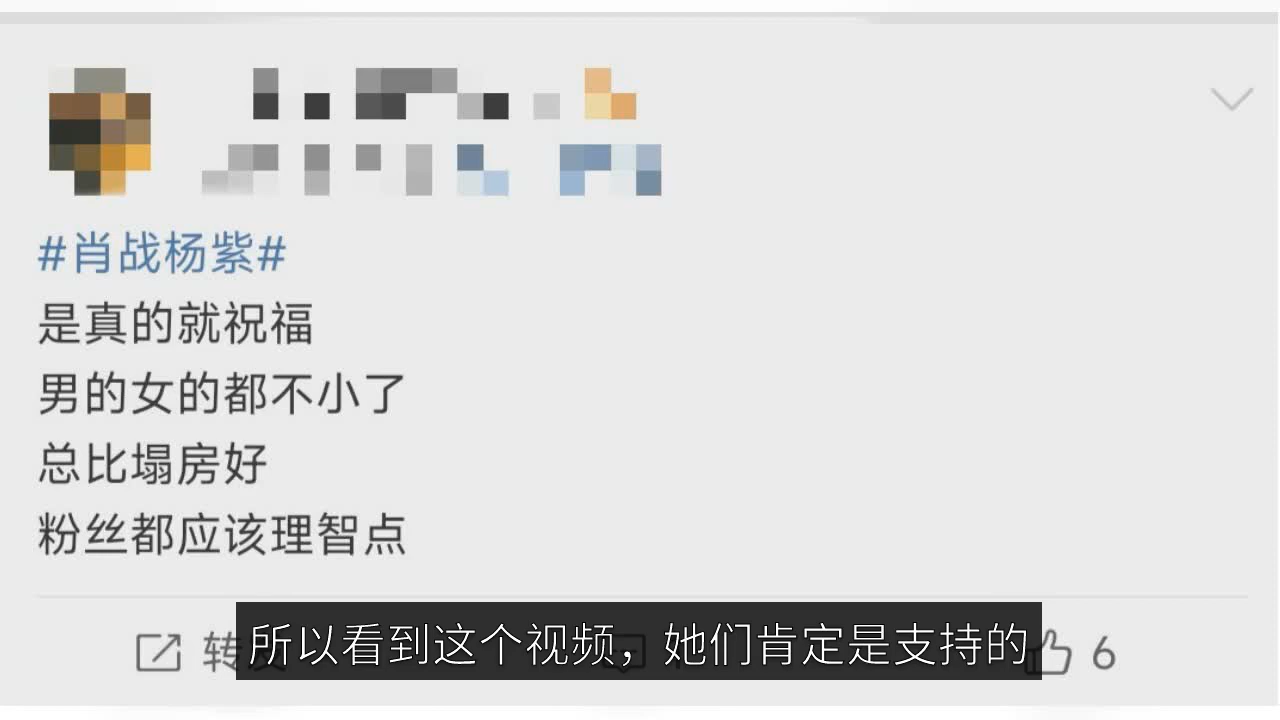 #肖战杨紫#
是真的就祝福
男的女的都不小了
总比塌房好
粉丝都应该理智点
转发
所以看到这个视频，她们肯定是支持的
6